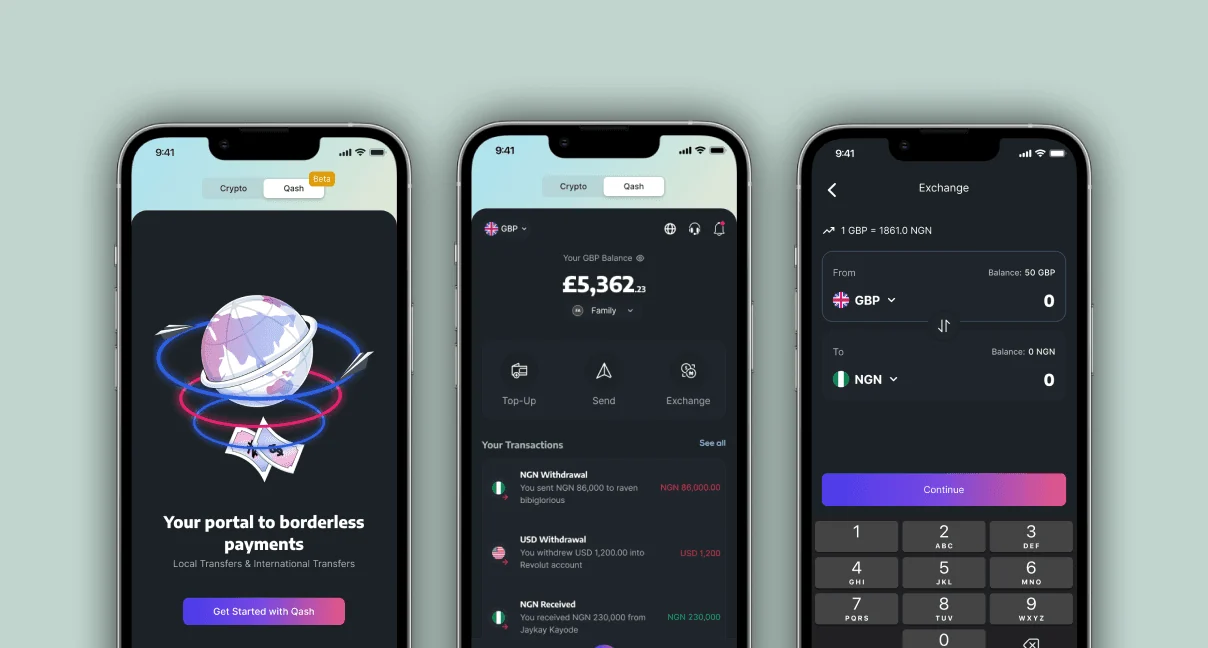 9:41
Crypto
Qash
Beta
Your portal to borderless
payments
Local Transfers & International Transfers
Get Started with Qash
9:41
Crypto
Qash
GBP
Your GBP Balance
£5,362.23
Family
Top-Up
Send
Exchange
Your Transactions
See all
NGN Withdrawal
You sent NGN 86,000 to raven
bibiglorious
NGN 86,000.00
USD Withdrawal
You withdrew USD 1,200.00 into
Revolut account
USD 1,200
NGN Received
You received NGN 230,000 from
Jaykay Kayode
NGN 230,000
9:41
Exchange
1 GBP = 1861.0 NGN
From
Balance: 50 GBP
GBP
0
To
Balance: 0 NGN
NGN
0
Continue
1
2
ABC
3
DEF
4
GHI
5
JKL
6
MNO
7
PQRS
8
TUV
9
WXYZ
0